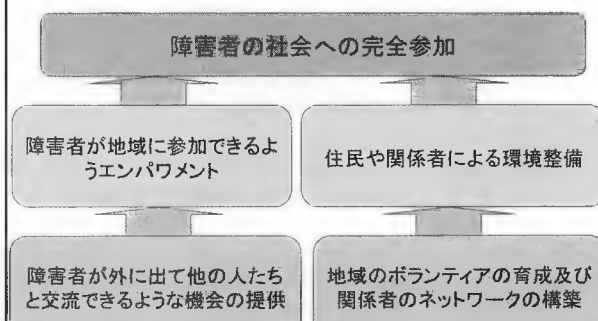 障害者の社会への完全参加
障害者が地域に参加できるよ
うエンパワメント
住民や関係者による環境整備
障害者が外に出て他の人たち
と交流できるような機会の提供
地域のボランティアの育成及び
関係者のネットワークの構築